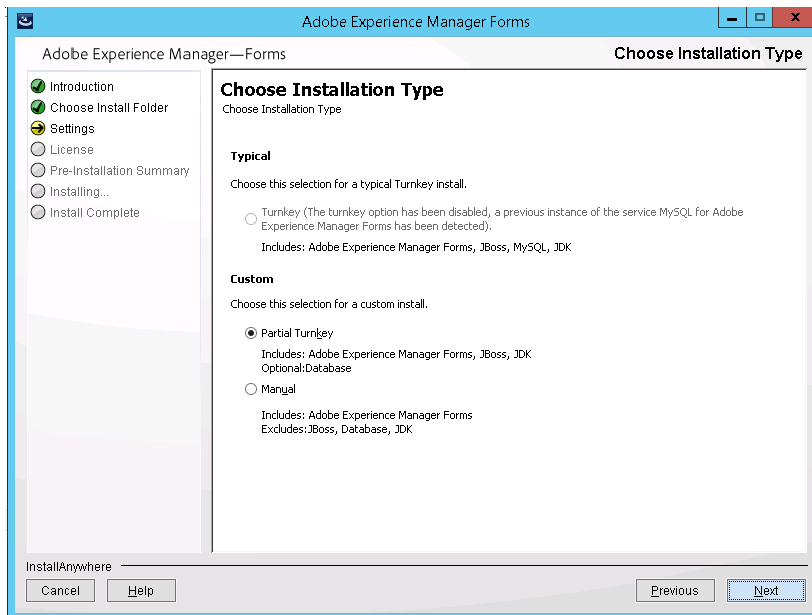 Adobe Experience Manager Forms
Adobe Experience Manager—Forms
Choose Installation Type
Introduction
Choose Install Folder
Settings
License
Pre-Installation Summary
Installing...
Install Complete
Choose Installation Type
Choose Installation Type
Typical
Choose this selection for a typical Turnkey install.
Turnkey (The turnkey option has been disabled, a previous instance of the service MySQL for Adobe
Experience Manager Forms has been detected).
Includes: Adobe Experience Manager Forms, JBoss, MySQL, JDK
Custom
Choose this selection for a custom install.
Partial Turnkey
Includes: Adobe Experience Manager Forms, JBoss, JDK
Optional:Database
Manual
Includes: Adobe Experience Manager Forms
Excludes:JBoss, Database, JDK
InstallAnywhere
Cancel
Help
Previous
Next